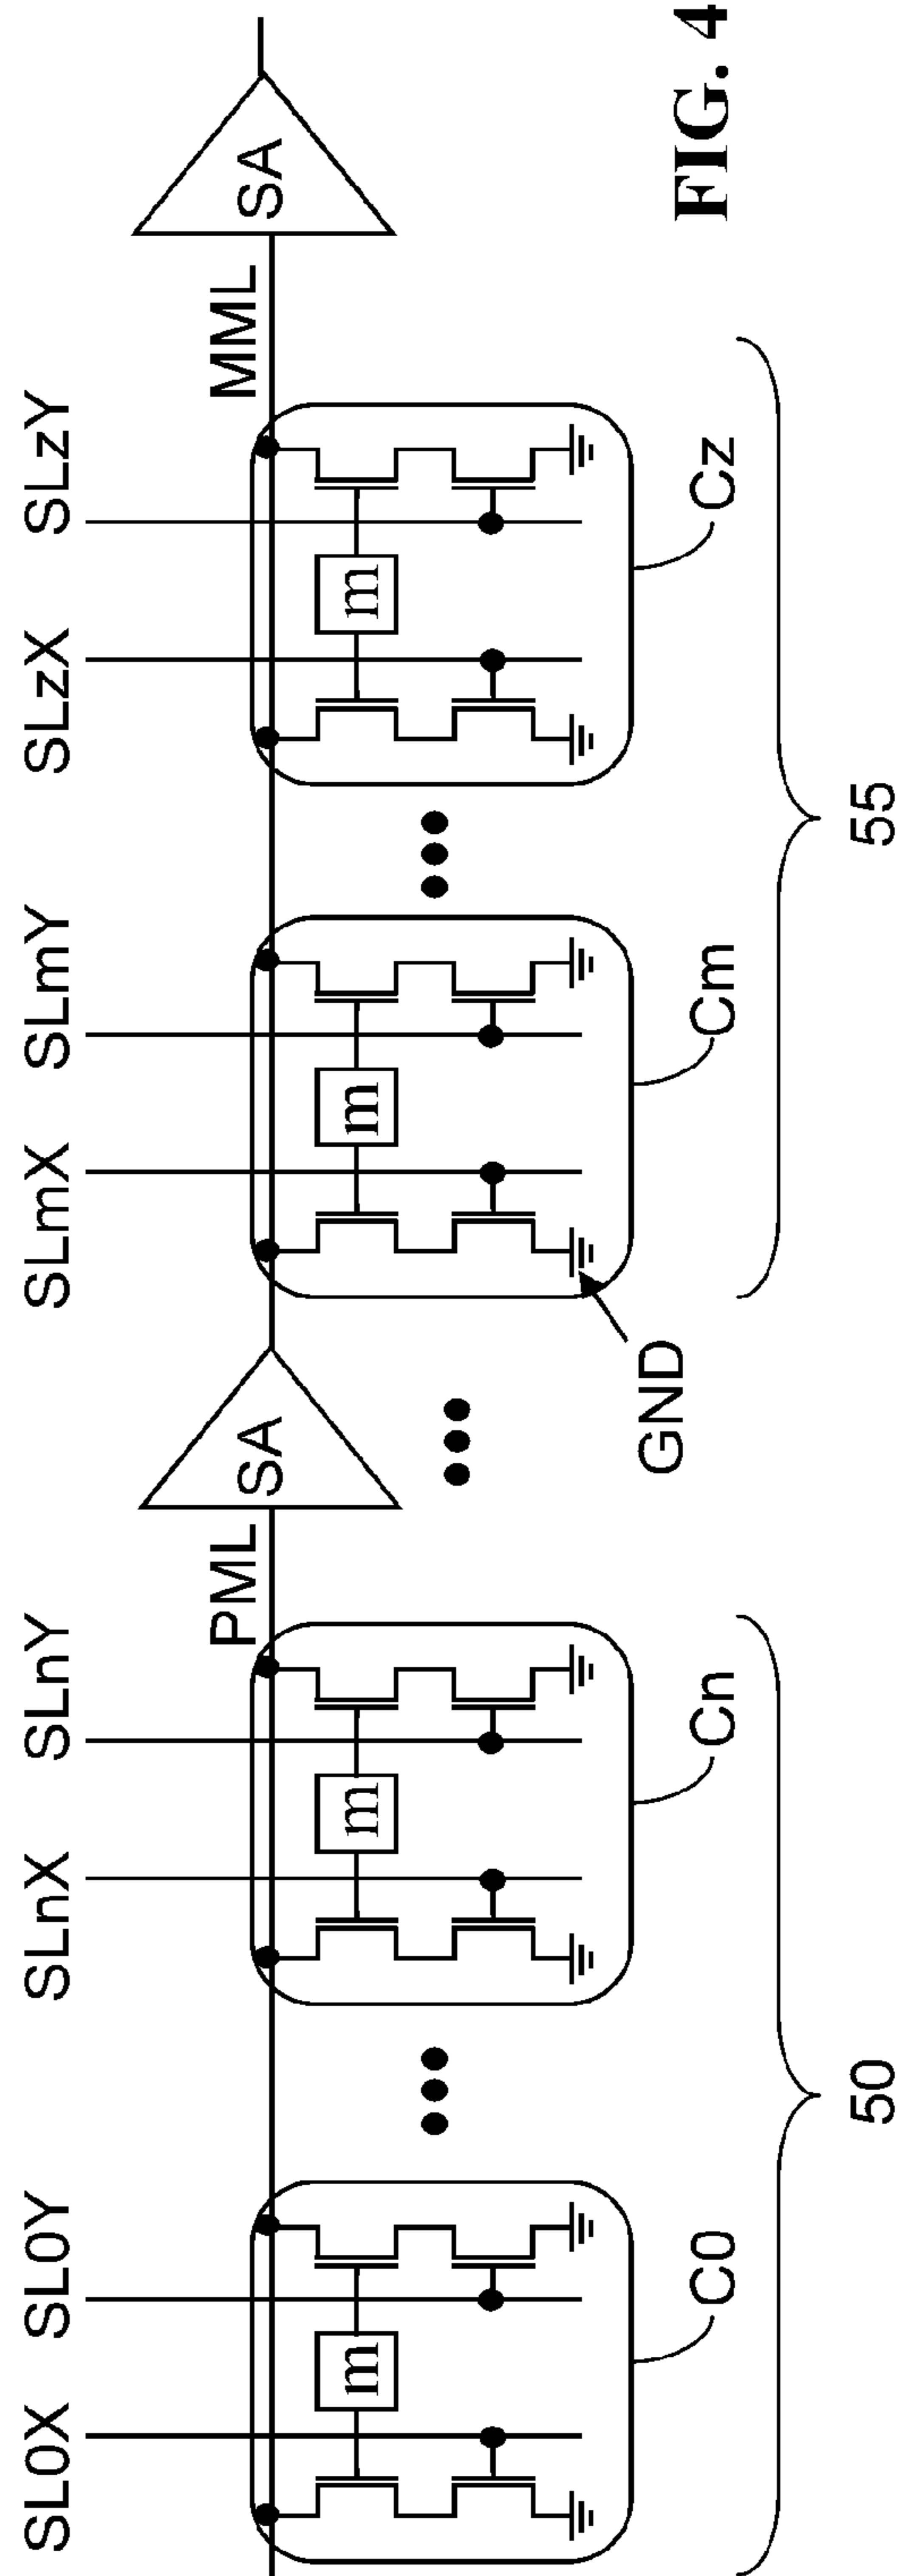 SL0X SL0Y SLnX SLnY SLmX SLmY SLzX SLzY
PML MML
SA SA
m m m m
GND
C0 Cn Cm Cz
50 55
FIG. 4